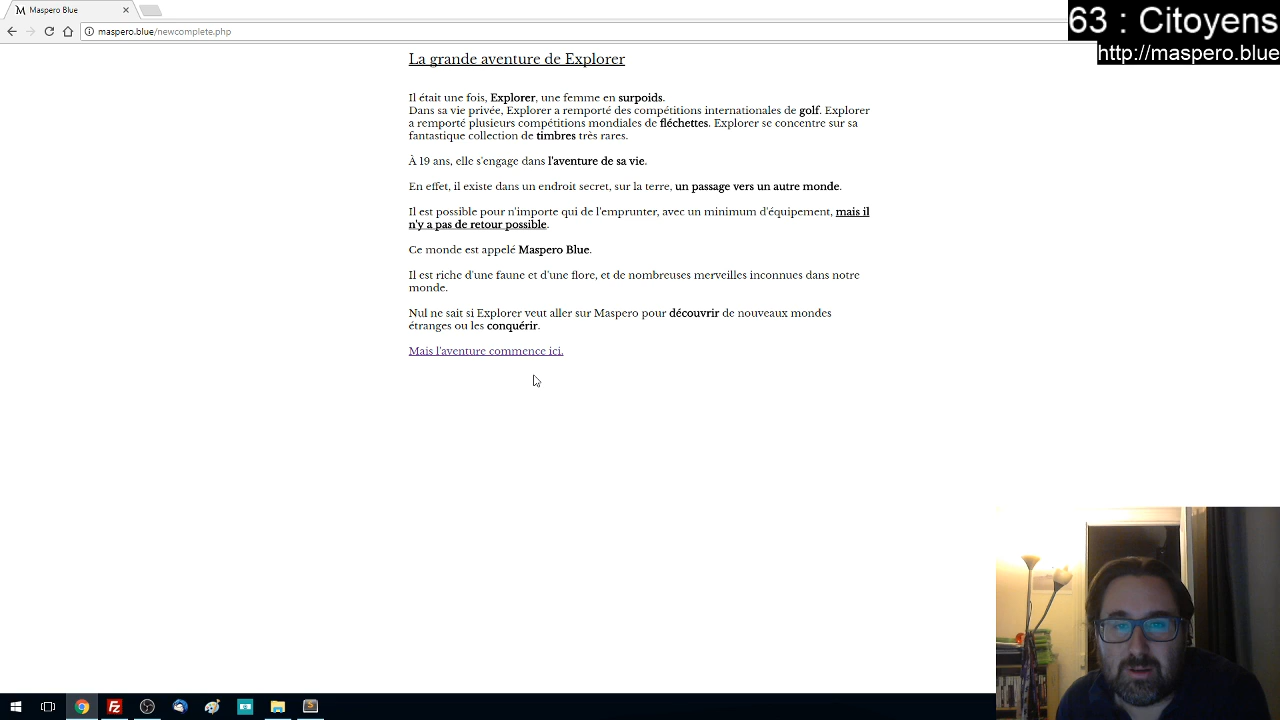 Maspero Blue
maspero.blue/newcomplete.php
63 : Citoyens
http://maspero.blue
La grande aventure de Explorer
Il était une fois, Explorer, une femme en surpoids.
Dans sa vie privée, Explorer a remporté des compétitions internationales de golf. Explorer
a remporté plusieurs compétitions mondiales de fléchettes. Explorer se concentre sur sa
fantastique collection de timbres très rares.
À 19 ans, elle s'engage dans l'aventure de sa vie.
En effet, il existe dans un endroit secret, sur la terre, un passage vers un autre monde.
Il est possible pour n'importe qui de l'emprunter, avec un minimum d'équipement, mais il
n'y a pas de retour possible.
Ce monde est appelé Maspero Blue.
Il est riche d'une faune et d'une flore, et de nombreuses merveilles inconnues dans notre
monde.
Nul ne sait si Explorer veut aller sur Maspero pour découvrir de nouveaux mondes
étranges ou les conquérir.
Mais l'aventure commence ici.